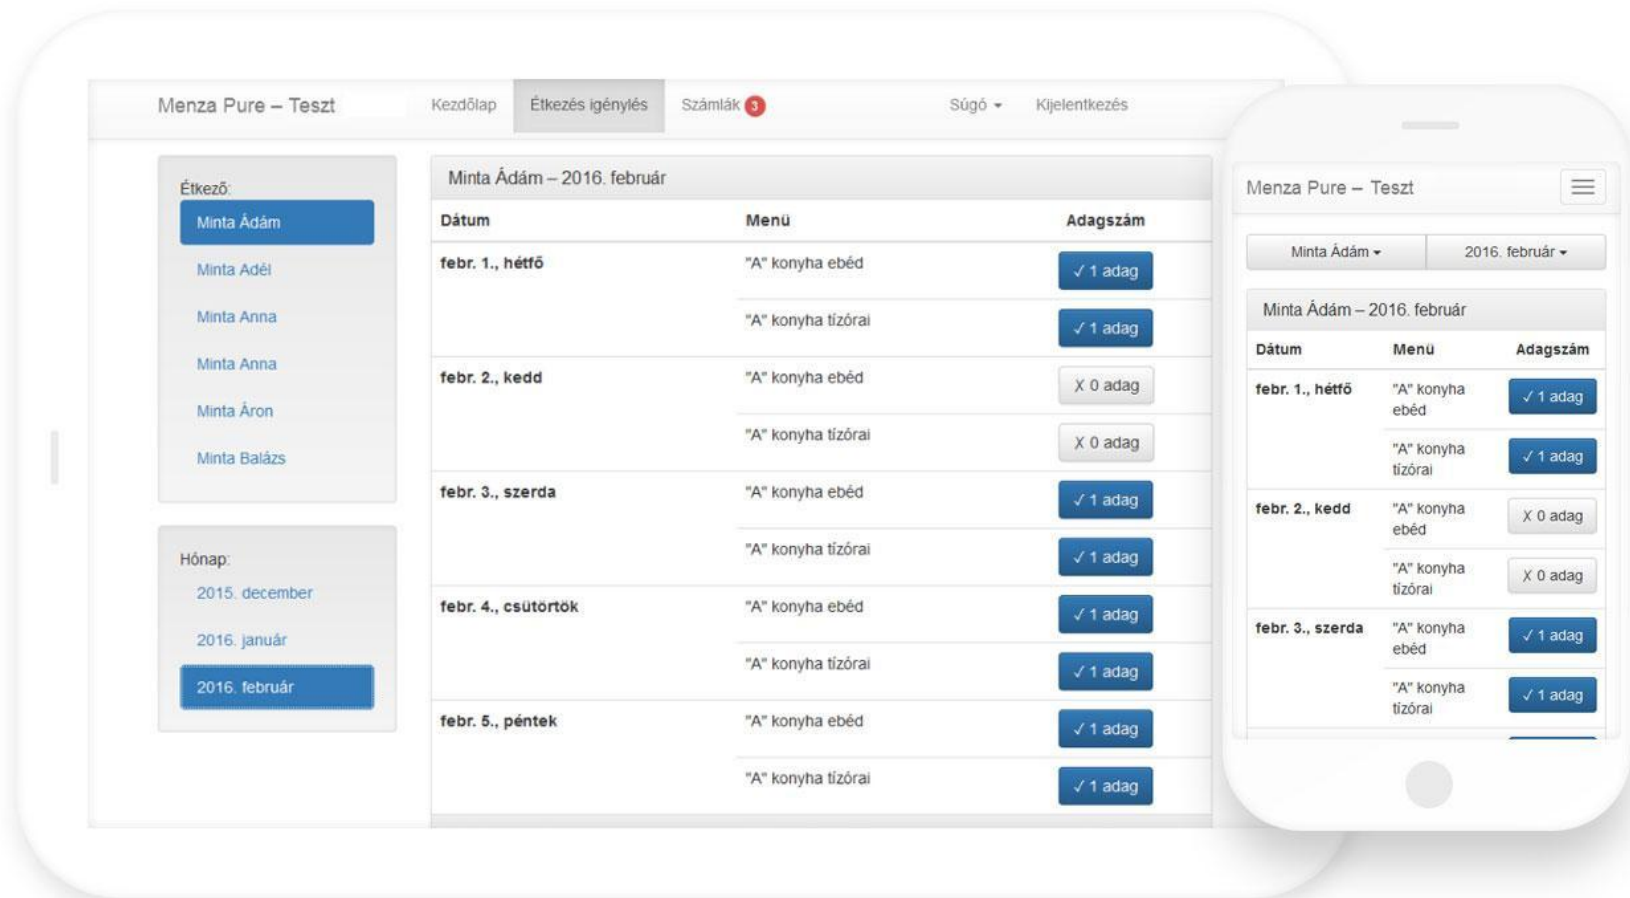 Menza Pure – Teszt
Kezdőlap
Étkezés igénylés
Számlák 3
Súgó
Kijelentkezés
Étkező:
Minta Ádám
Minta Adél
Minta Anna
Minta Anna
Minta Áron
Minta Balázs
Hónap:
2015. december
2016. január
2016. február
Minta Ádám – 2016. február
Dátum Menü Adagszám
febr. 1., hétfő "A" konyha ebéd ✓ 1 adag
"A" konyha tízórai ✓ 1 adag
febr. 2., kedd "A" konyha ebéd X 0 adag
"A" konyha tízórai X 0 adag
febr. 3., szerda "A" konyha ebéd ✓ 1 adag
"A" konyha tízórai ✓ 1 adag
febr. 4., csütörtök "A" konyha ebéd ✓ 1 adag
"A" konyha tízórai ✓ 1 adag
febr. 5., péntek "A" konyha ebéd ✓ 1 adag
"A" konyha tízórai ✓ 1 adag
Menza Pure – Teszt
Minta Ádám
2016. február
Minta Ádám – 2016. február
Dátum Menü Adagszám
febr. 1., hétfő "A" konyha ✓ 1 adag
ebéd
"A" konyha ✓ 1 adag
tízórai
febr. 2., kedd "A" konyha X 0 adag
ebéd
"A" konyha X 0 adag
tízórai
febr. 3., szerda "A" konyha ✓ 1 adag
ebéd
"A" konyha ✓ 1 adag
tízórai